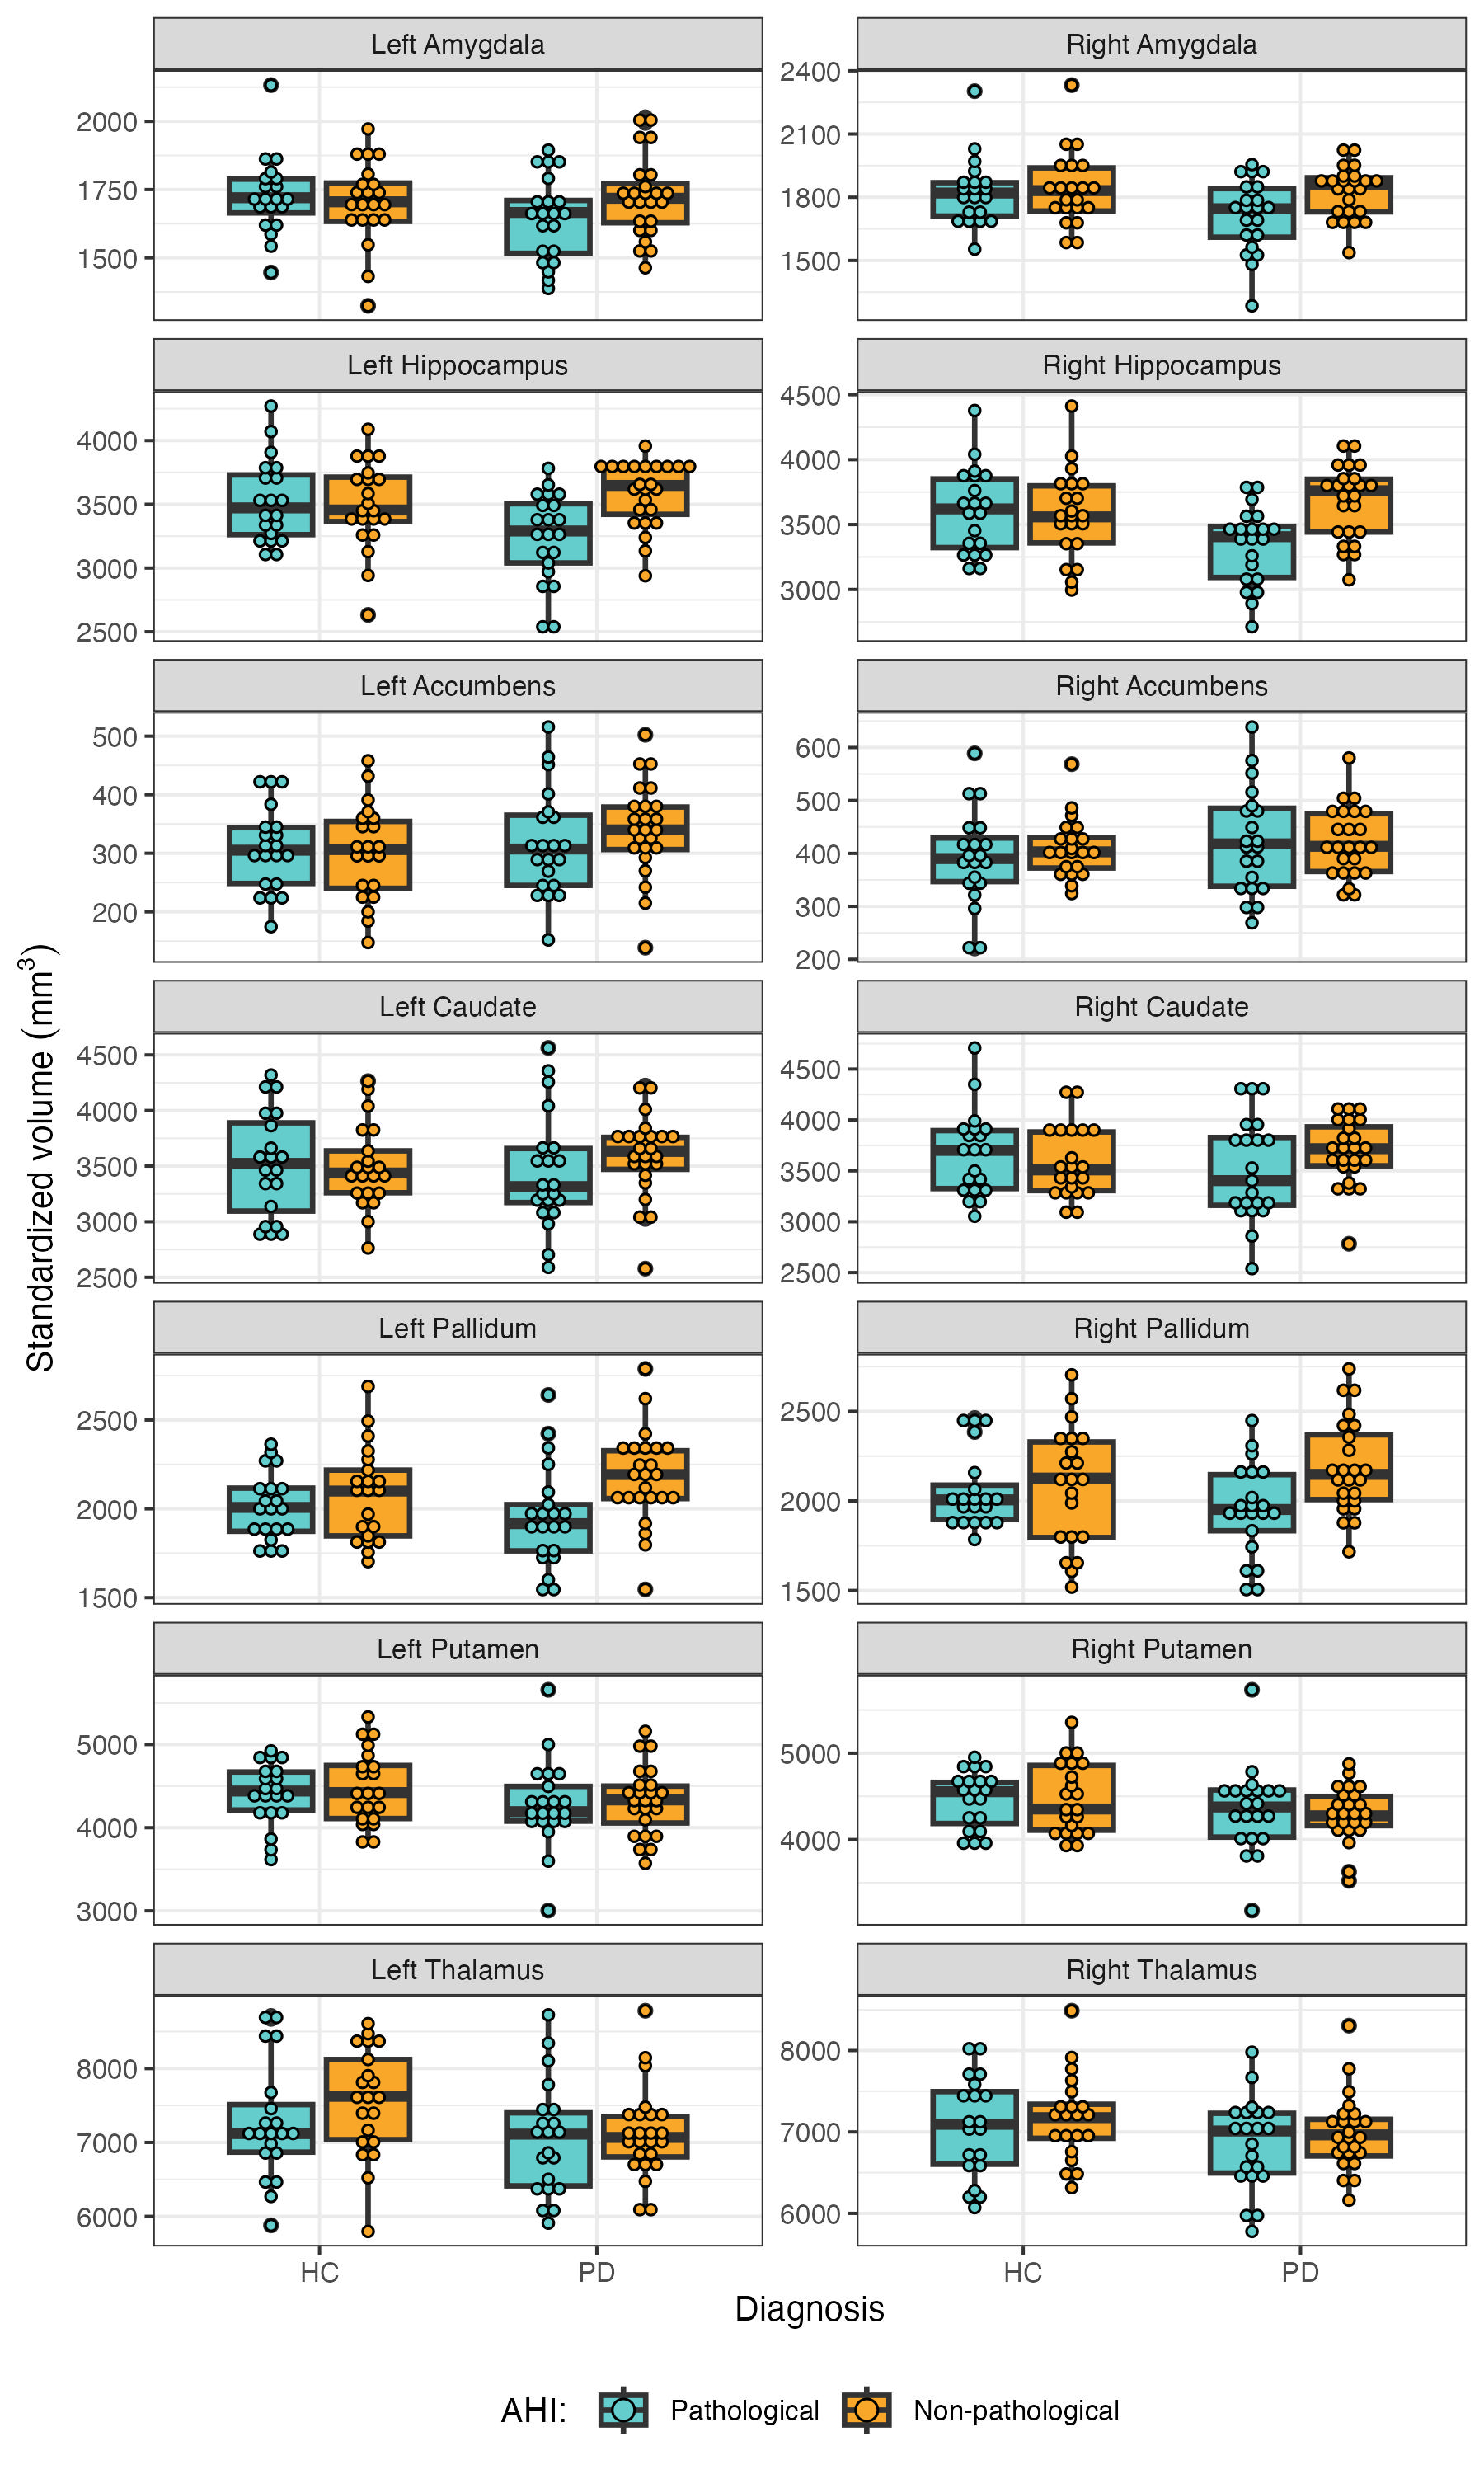 Left Amygdala
Right Amygdala
2000
1750
1500
2400
2100
1800
1500
Left Hippocampus
Right Hippocampus
4000
3500
3000
2500
4500
4000
3500
3000
Left Accumbens
Right Accumbens
500
400
300
200
600
500
400
300
200
Left Caudate
Right Caudate
4500
4000
3500
3000
2500
4500
4000
3500
3000
2500
Left Pallidum
Right Pallidum
2500
2000
1500
2500
2000
1500
Left Putamen
Right Putamen
5000
4000
3000
5000
4000
Left Thalamus
Right Thalamus
8000
7000
6000
8000
7000
6000
HC
PD
HC
PD
Standardized volume (mm³)
Diagnosis
AHI: Pathological Non-pathological